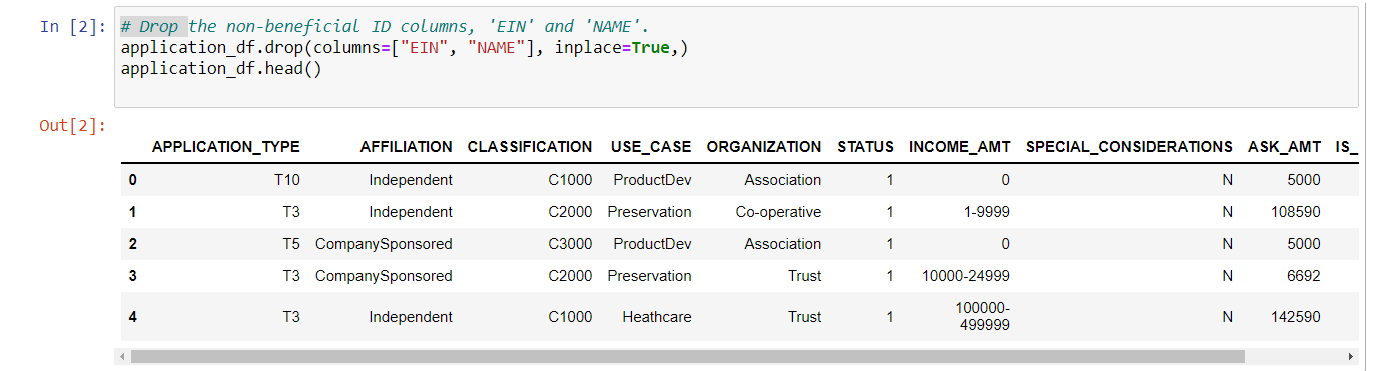 In [2]: # Drop the non-beneficial ID columns, 'EIN' and 'NAME'.
application_df.drop(columns=["EIN", "NAME"], inplace=True,)
application_df.head()
Out[2]:
APPLICATION_TYPE AFFILIATION CLASSIFICATION USE_CASE ORGANIZATION STATUS INCOME_AMT SPECIAL_CONSIDERATIONS ASK_AMT IS_
0 T10 Independent C1000 ProductDev Association 1 0 N 5000
1 T3 Independent C2000 Preservation Co-operative 1 1-9999 N 108590
2 T5 CompanySponsored C3000 ProductDev Association 1 0 N 5000
3 T3 CompanySponsored C2000 Preservation Trust 1 10000-24999 N 6692
4 T3 Independent C1000 Heathcare Trust 1 100000-499999 N 142590